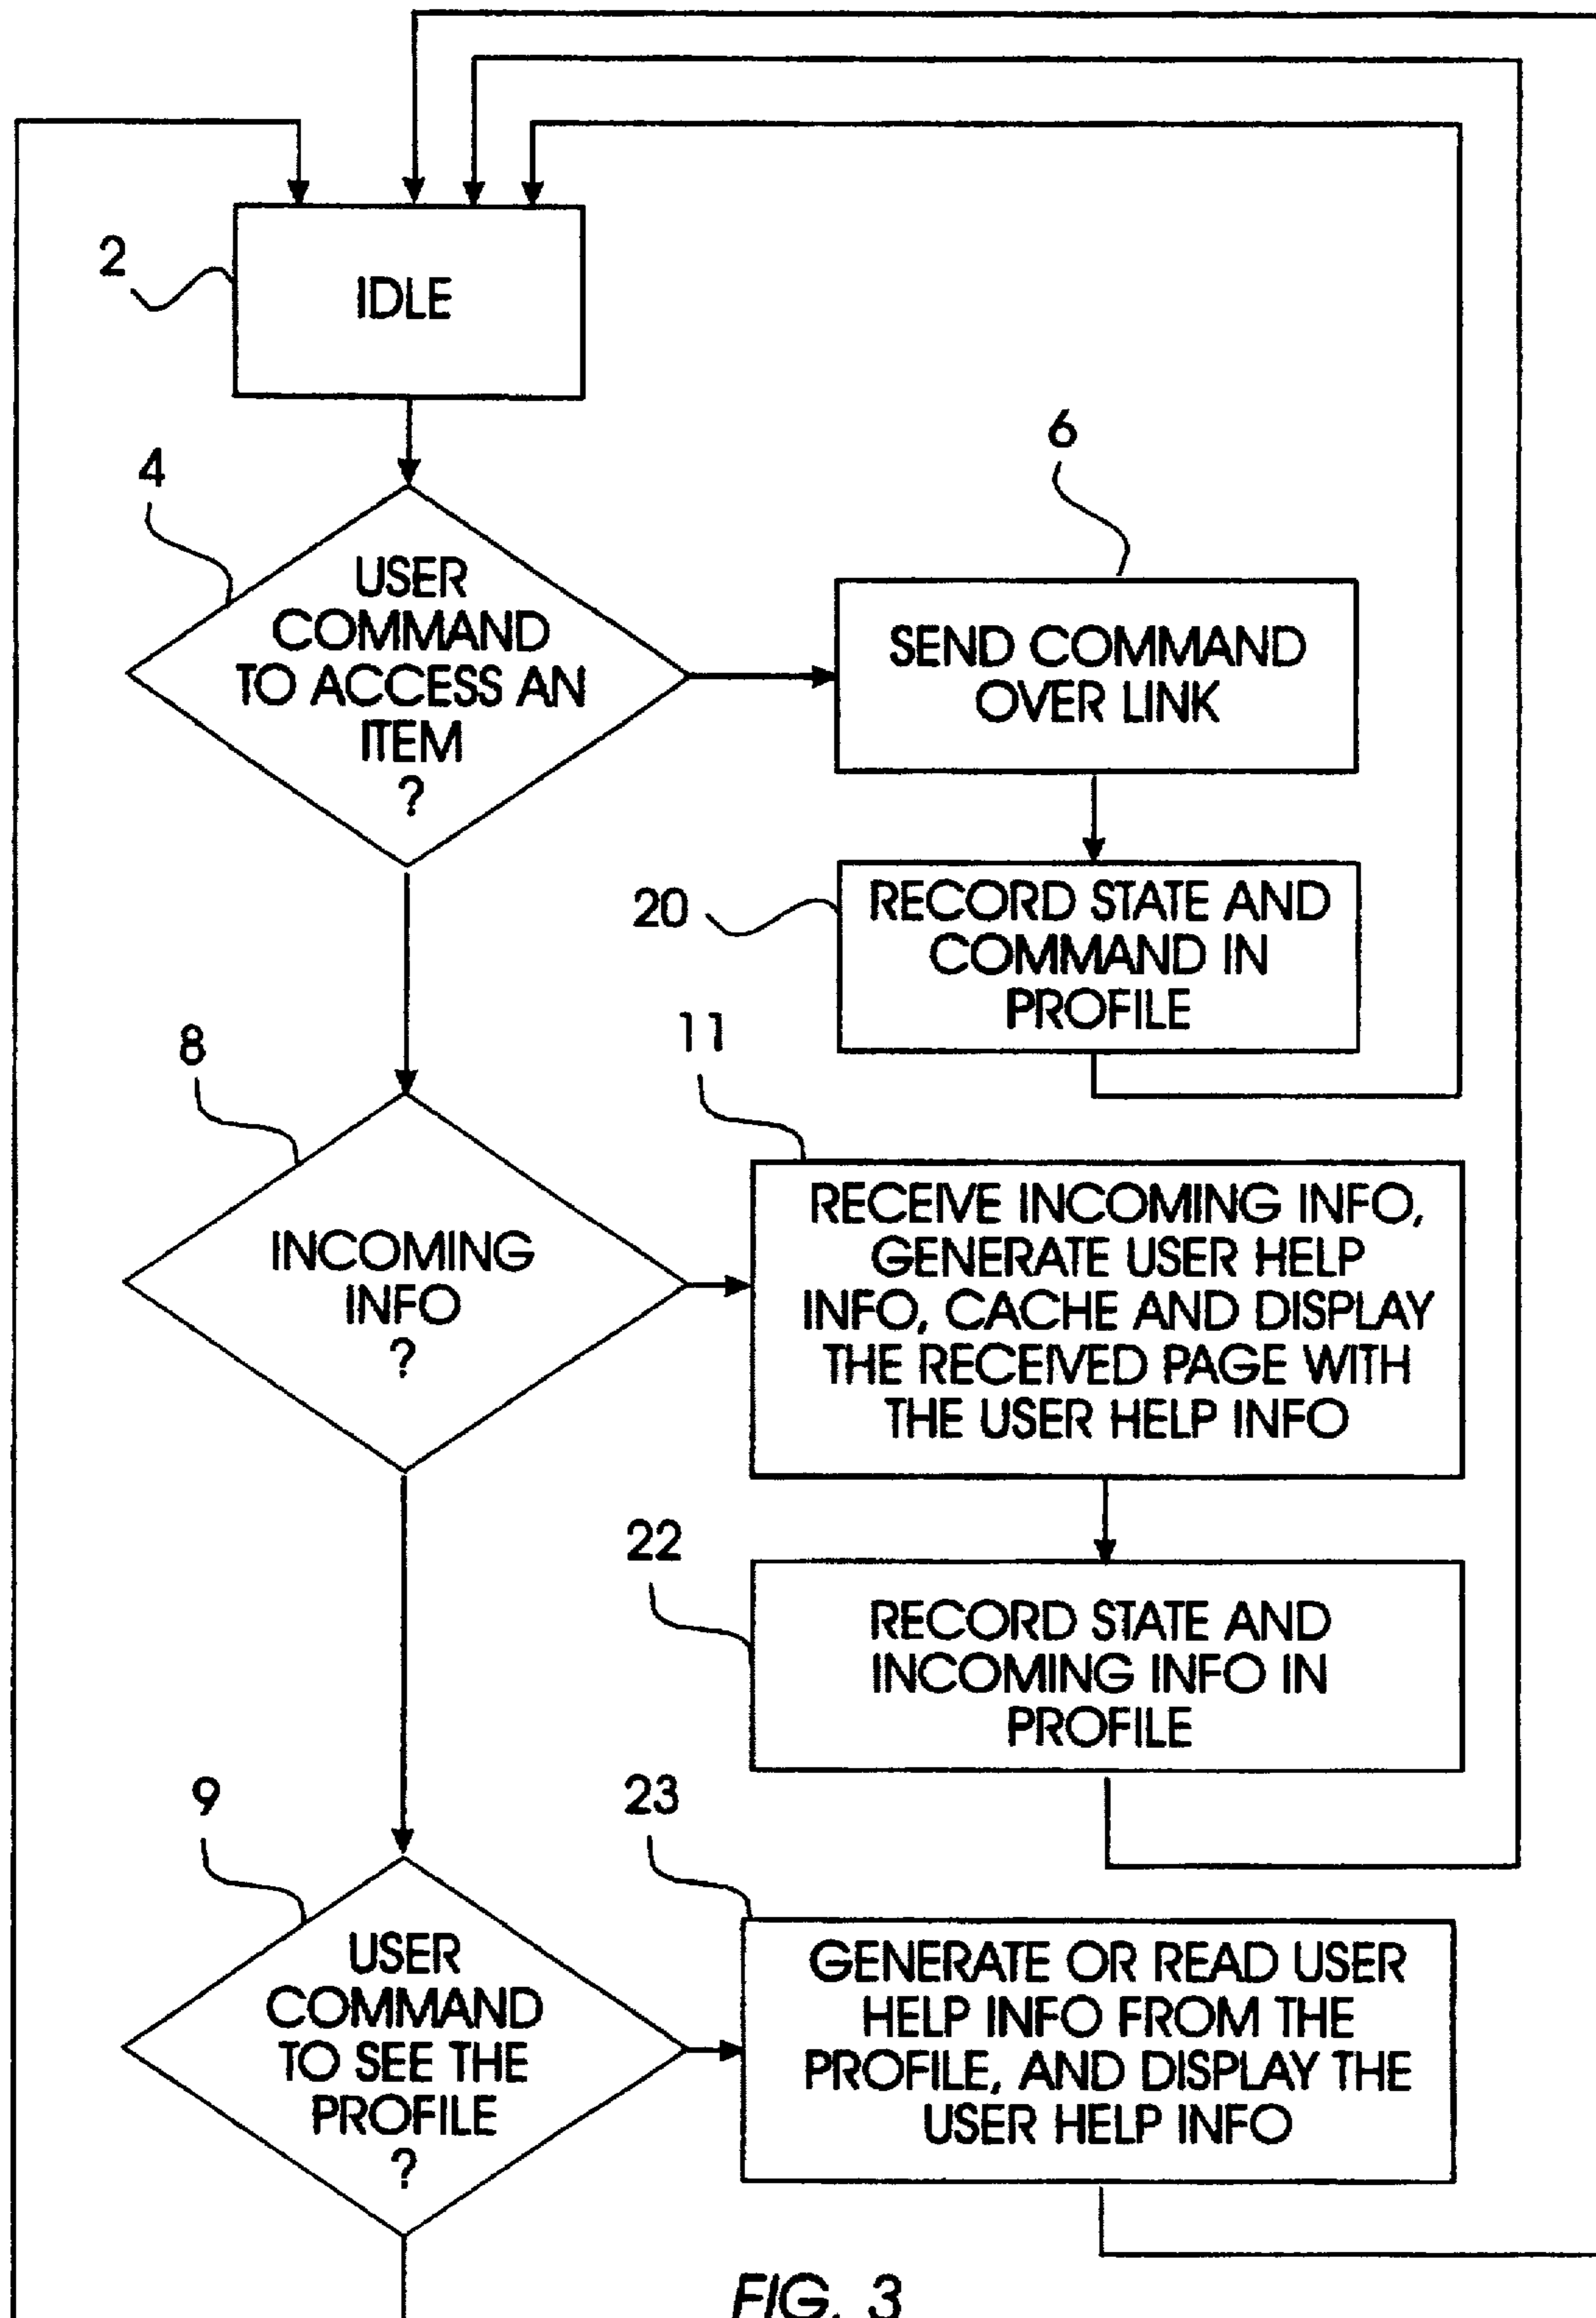 2
IDLE
4
USER
COMMAND
TO ACCESS AN
ITEM
?
6
SEND COMMAND
OVER LINK
20
RECORD STATE AND
COMMAND IN
PROFILE
8
INCOMING
INFO
?
11
RECEIVE INCOMING INFO,
GENERATE USER HELP
INFO, CACHE AND DISPLAY
THE RECEIVED PAGE WITH
THE USER HELP INFO
22
RECORD STATE AND
INCOMING INFO IN
PROFILE
9
USER
COMMAND
TO SEE THE
PROFILE
?
23
GENERATE OR READ USER
HELP INFO FROM THE
PROFILE, AND DISPLAY THE
USER HELP INFO
FIG. 3